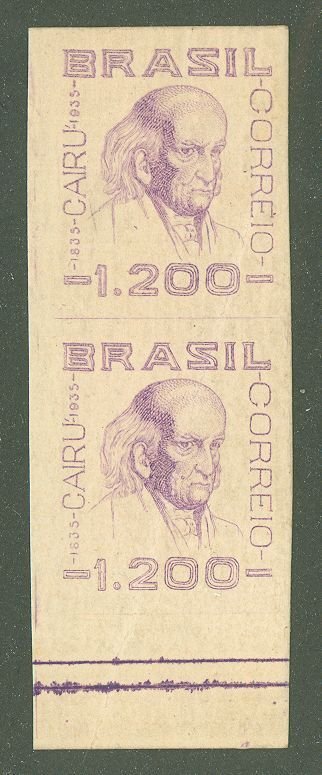 BRASIL
-1835-CAIRU-1935-
-CORREIO-
-1.200-
BRASIL
-1835-CAIRU-1935-
-CORREIO-
-1.200-